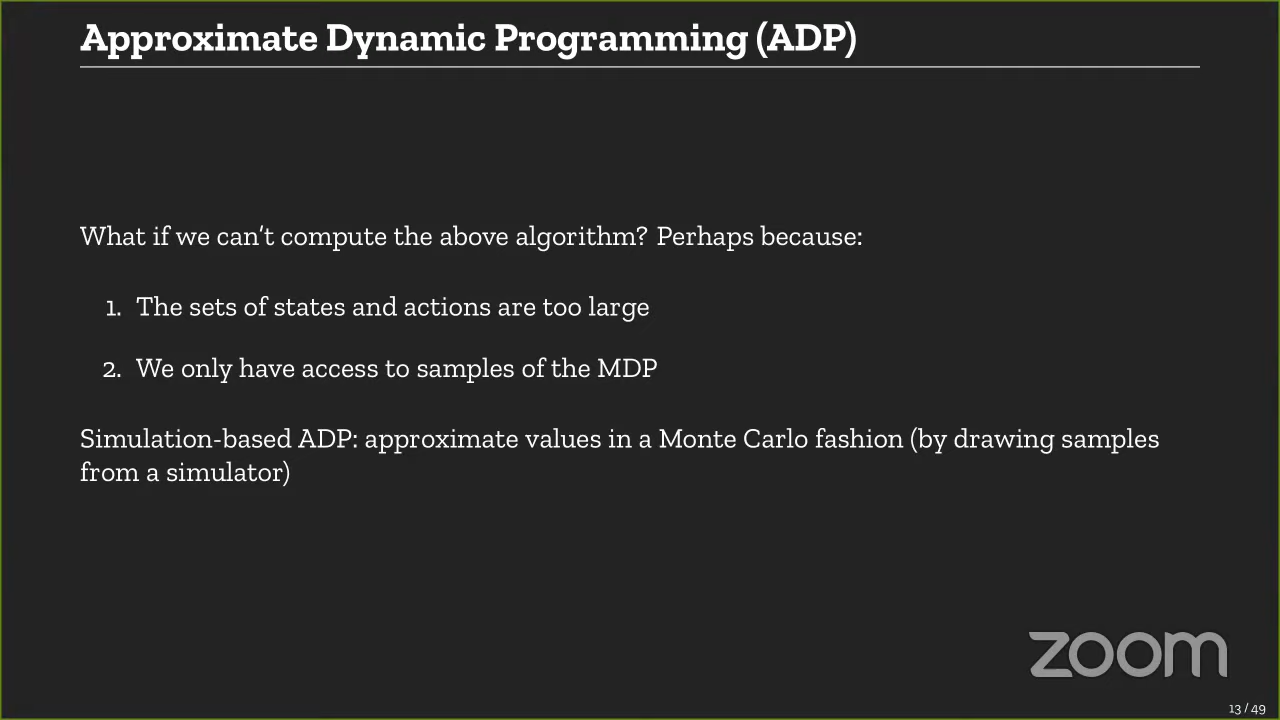 Approximate Dynamic Programming (ADP)
What if we can't compute the above algorithm? Perhaps because:
1. The sets of states and actions are too large
2. We only have access to samples of the MDP
Simulation-based ADP: approximate values in a Monte Carlo fashion (by drawing samples
from a simulator)
zoom
13 / 49